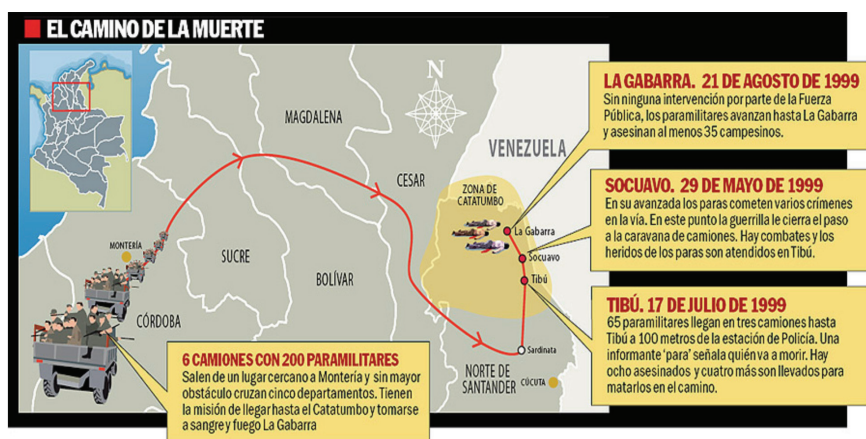 EL CAMINO DE LA MUERTE
N
MAGDALENA
VENEZUELA
CESAR
ZONA DE
CATATUMBO
La Gabarra
Socuavo
Tibú
MONTERÍA
SUCRE
BOLÍVAR
CÓRDOBA
Sardinata
NORTE DE
SANTANDER
CÚCUTA
LA GABARRA. 21 DE AGOSTO DE 1999
Sin ninguna intervención por parte de la Fuerza
Pública, los paramilitares avanzan hasta La Gabarra
y asesinan al menos 35 campesinos.
SOCUAVO. 29 DE MAYO DE 1999
En su avanzada los paras cometen varios crímenes
en la vía. En este punto la guerrilla le cierra el paso
a la caravana de camiones. Hay combates y los
heridos de los paras son atendidos en Tibú.
TIBÚ. 17 DE JULIO DE 1999
65 paramilitares llegan en tres camiones hasta
Tibú a 100 metros de la estación de Policía. Una
informante 'para' señala quién va a morir. Hay
ocho asesinados y cuatro más son llevados para
matarlos en el camino.
6 CAMIONES CON 200 PARAMILITARES
Salen de un lugar cercano a Montería y sin mayor
obstáculo cruzan cinco departamentos. Tienen
la misión de llegar hasta el Catatumbo y tomarse
a sangre y fuego La Gabarra